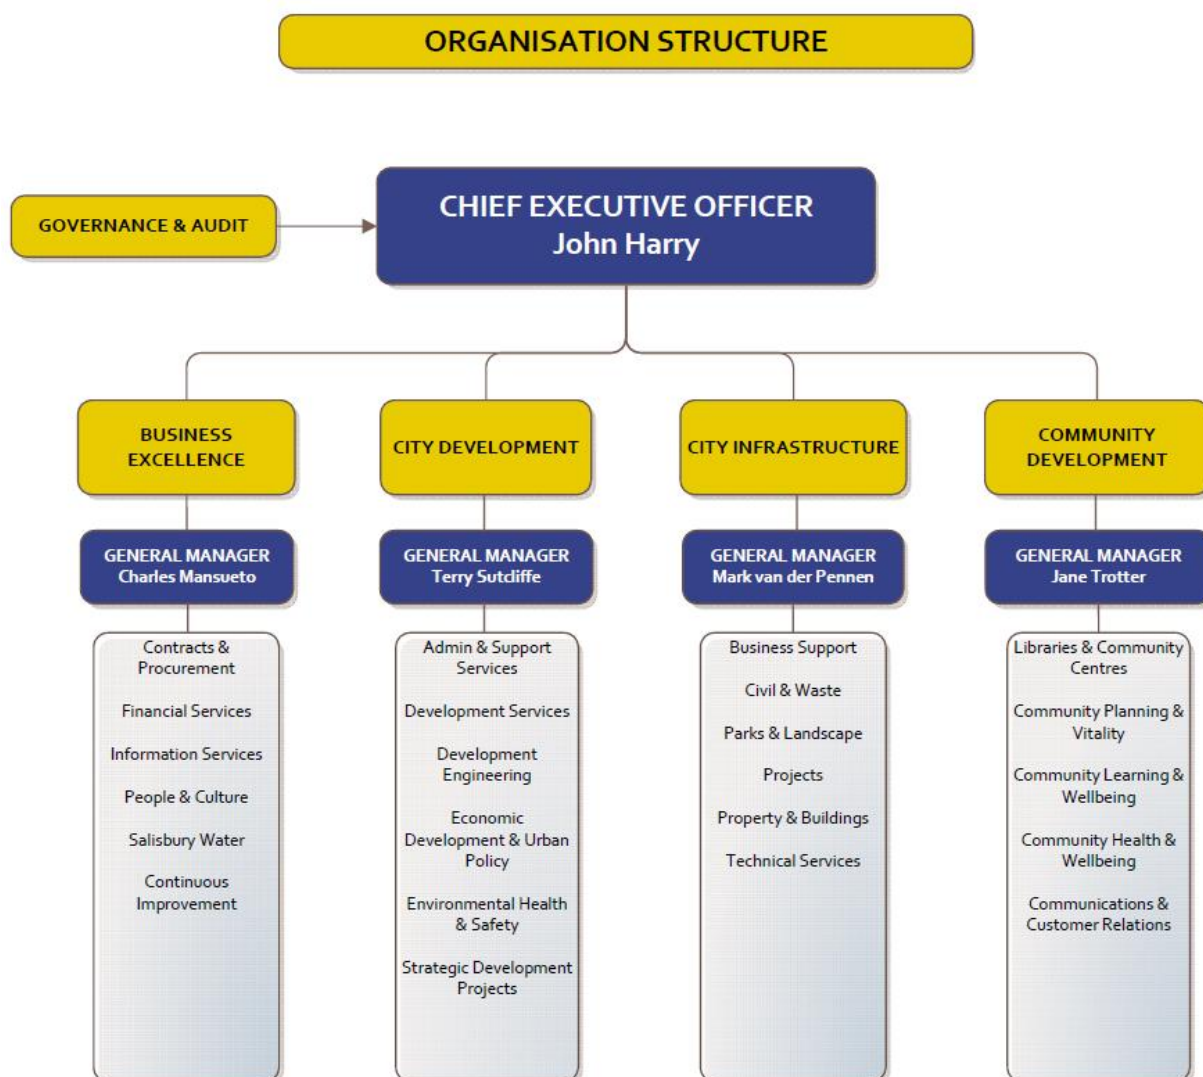 ORGANISATION STRUCTURE
GOVERNANCE & AUDIT
CHIEF EXECUTIVE OFFICER
John Harry
BUSINESS
EXCELLENCE
CITY DEVELOPMENT
CITY INFRASTRUCTURE
COMMUNITY
DEVELOPMENT
GENERAL MANAGER
Charles Mansueto
GENERAL MANAGER
Terry Sutcliffe
GENERAL MANAGER
Mark van der Pennen
GENERAL MANAGER
Jane Trotter
Contracts &
Procurement
Financial Services
Information Services
People & Culture
Salisbury Water
Continuous
Improvement
Admin & Support
Services
Development Services
Development
Engineering
Economic
Development & Urban
Policy
Environmental Health
& Safety
Strategic Development
Projects
Business Support
Civil & Waste
Parks & Landscape
Projects
Property & Buildings
Technical Services
Libraries & Community
Centres
Community Planning &
Vitality
Community Learning &
Wellbeing
Community Health &
Wellbeing
Communications &
Customer Relations